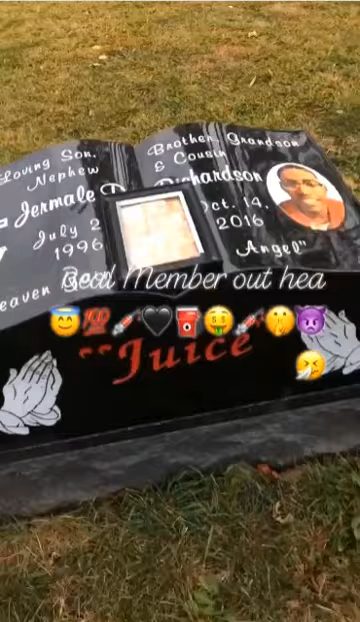 Loving Son,
Nephew
Jermale D
July 2
1996
Heaven
Brother, Grandson
& Cousin
Richardson
Oct. 14,
2016
Angel"
Real Member out hea
😇💯🖤🤑🤫😈
🤧
"Juice"